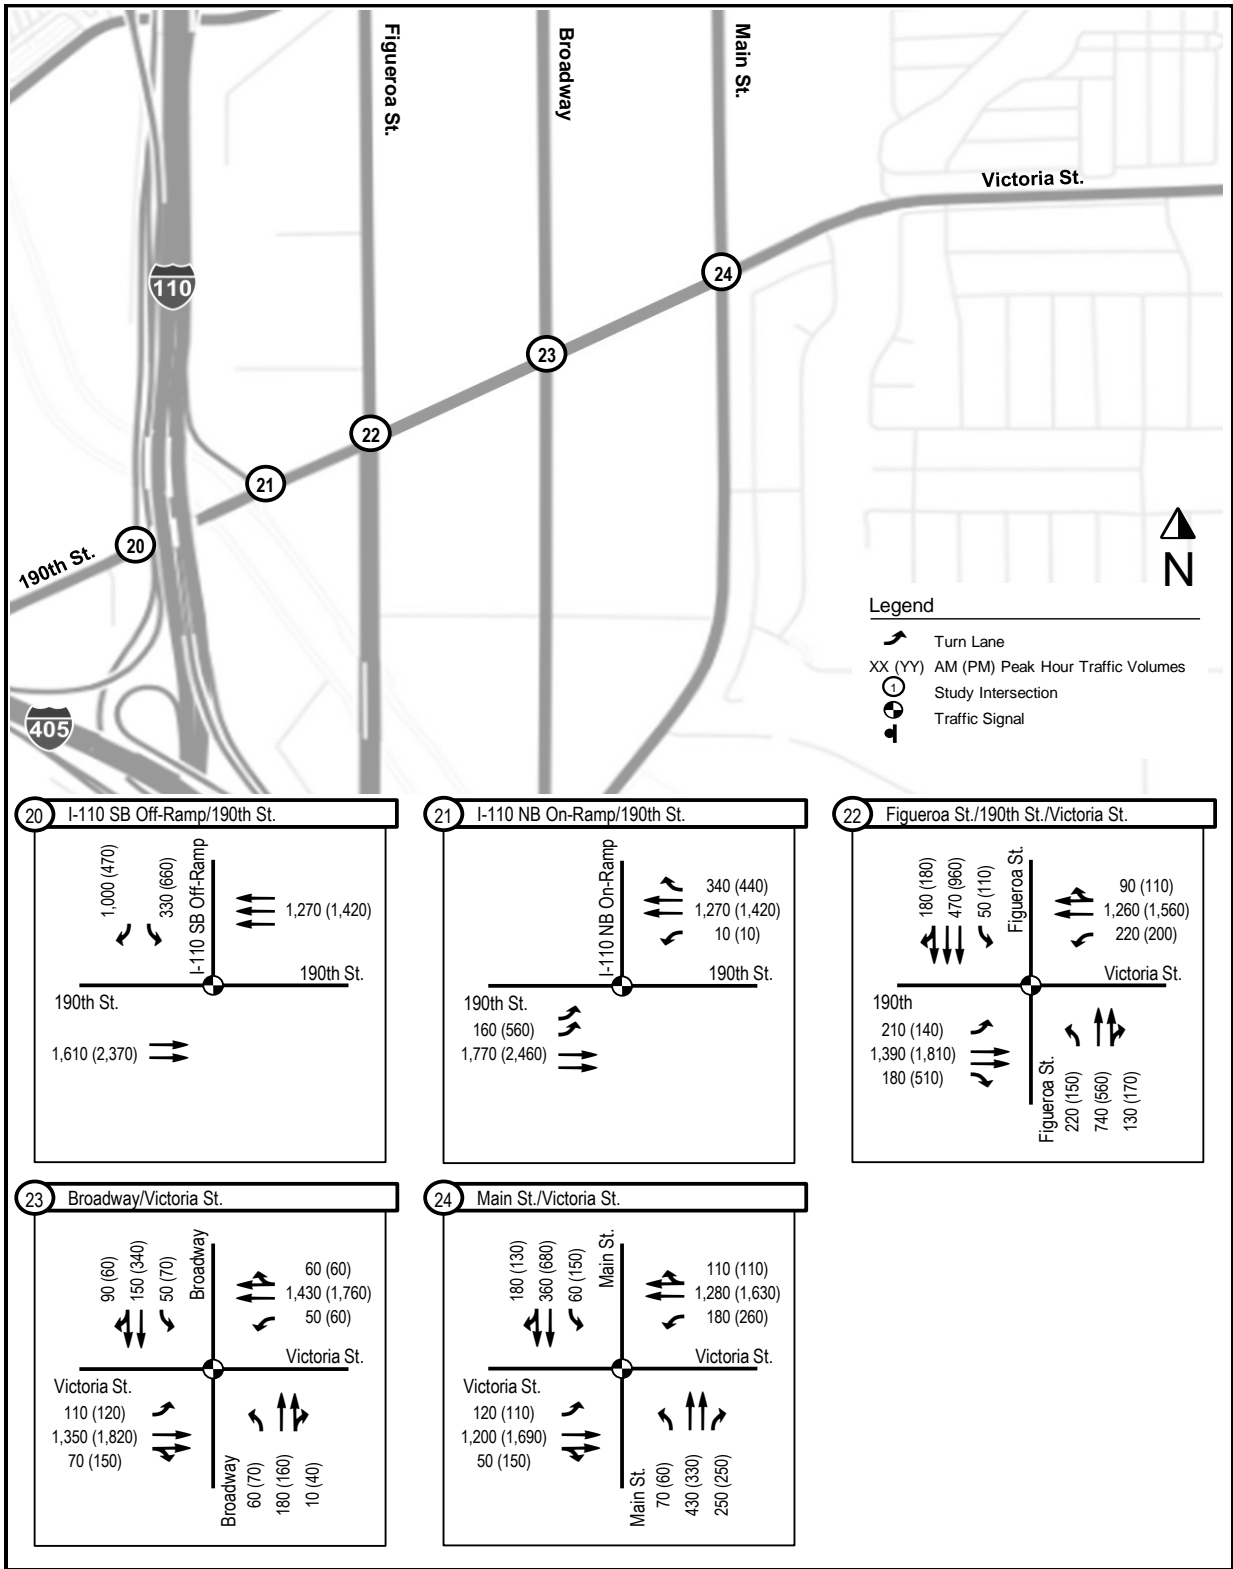 Figueroa St.
Broadway
Main St.
Victoria St.
110
24
23
22
21
20
190th St.
405
N
Legend
Turn Lane
XX (YY) AM (PM) Peak Hour Traffic Volumes
1 Study Intersection
Traffic Signal
20 I-110 SB Off-Ramp/190th St.
1,000 (470)
330 (660)
I-110 SB Off-Ramp
1,270 (1,420)
190th St.
190th St.
1,610 (2,370)
21 I-110 NB On-Ramp/190th St.
I-110 NB On-Ramp
340 (440)
1,270 (1,420)
10 (10)
190th St.
190th St.
160 (560)
1,770 (2,460)
22 Figueroa St./190th St./Victoria St.
180 (180)
470 (960)
50 (110)
Figueroa St.
90 (110)
1,260 (1,560)
220 (200)
Victoria St.
190th
210 (140)
1,390 (1,810)
180 (510)
Figueroa St.
220 (150)
740 (560)
130 (170)
23 Broadway/Victoria St.
90 (60)
150 (340)
50 (70)
Broadway
60 (60)
1,430 (1,760)
50 (60)
Victoria St.
Victoria St.
110 (120)
1,350 (1,820)
70 (150)
Broadway
60 (70)
180 (160)
10 (40)
24 Main St./Victoria St.
180 (130)
360 (680)
60 (150)
Main St.
110 (110)
1,280 (1,630)
180 (260)
Victoria St.
Victoria St.
120 (110)
1,200 (1,690)
50 (150)
Main St.
70 (60)
430 (330)
250 (250)